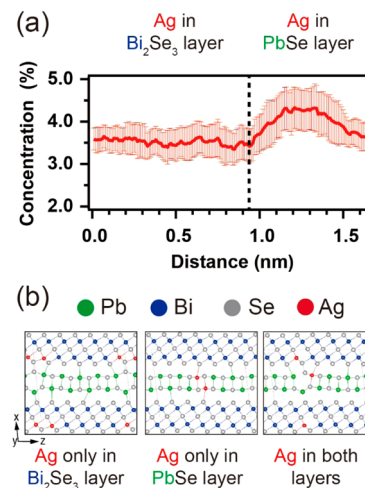 (a)
Ag in
Bi₂Se₃ layer
Ag in
PbSe layer
Concentration (%)
5.0
4.0
3.0
2.0
0.0
0.5
1.0
1.5
Distance (nm)
(b)
Pb
Bi
Se
Ag
x
y
z
Ag only in
Bi₂Se₃ layer
Ag only in
PbSe layer
Ag in both
layers